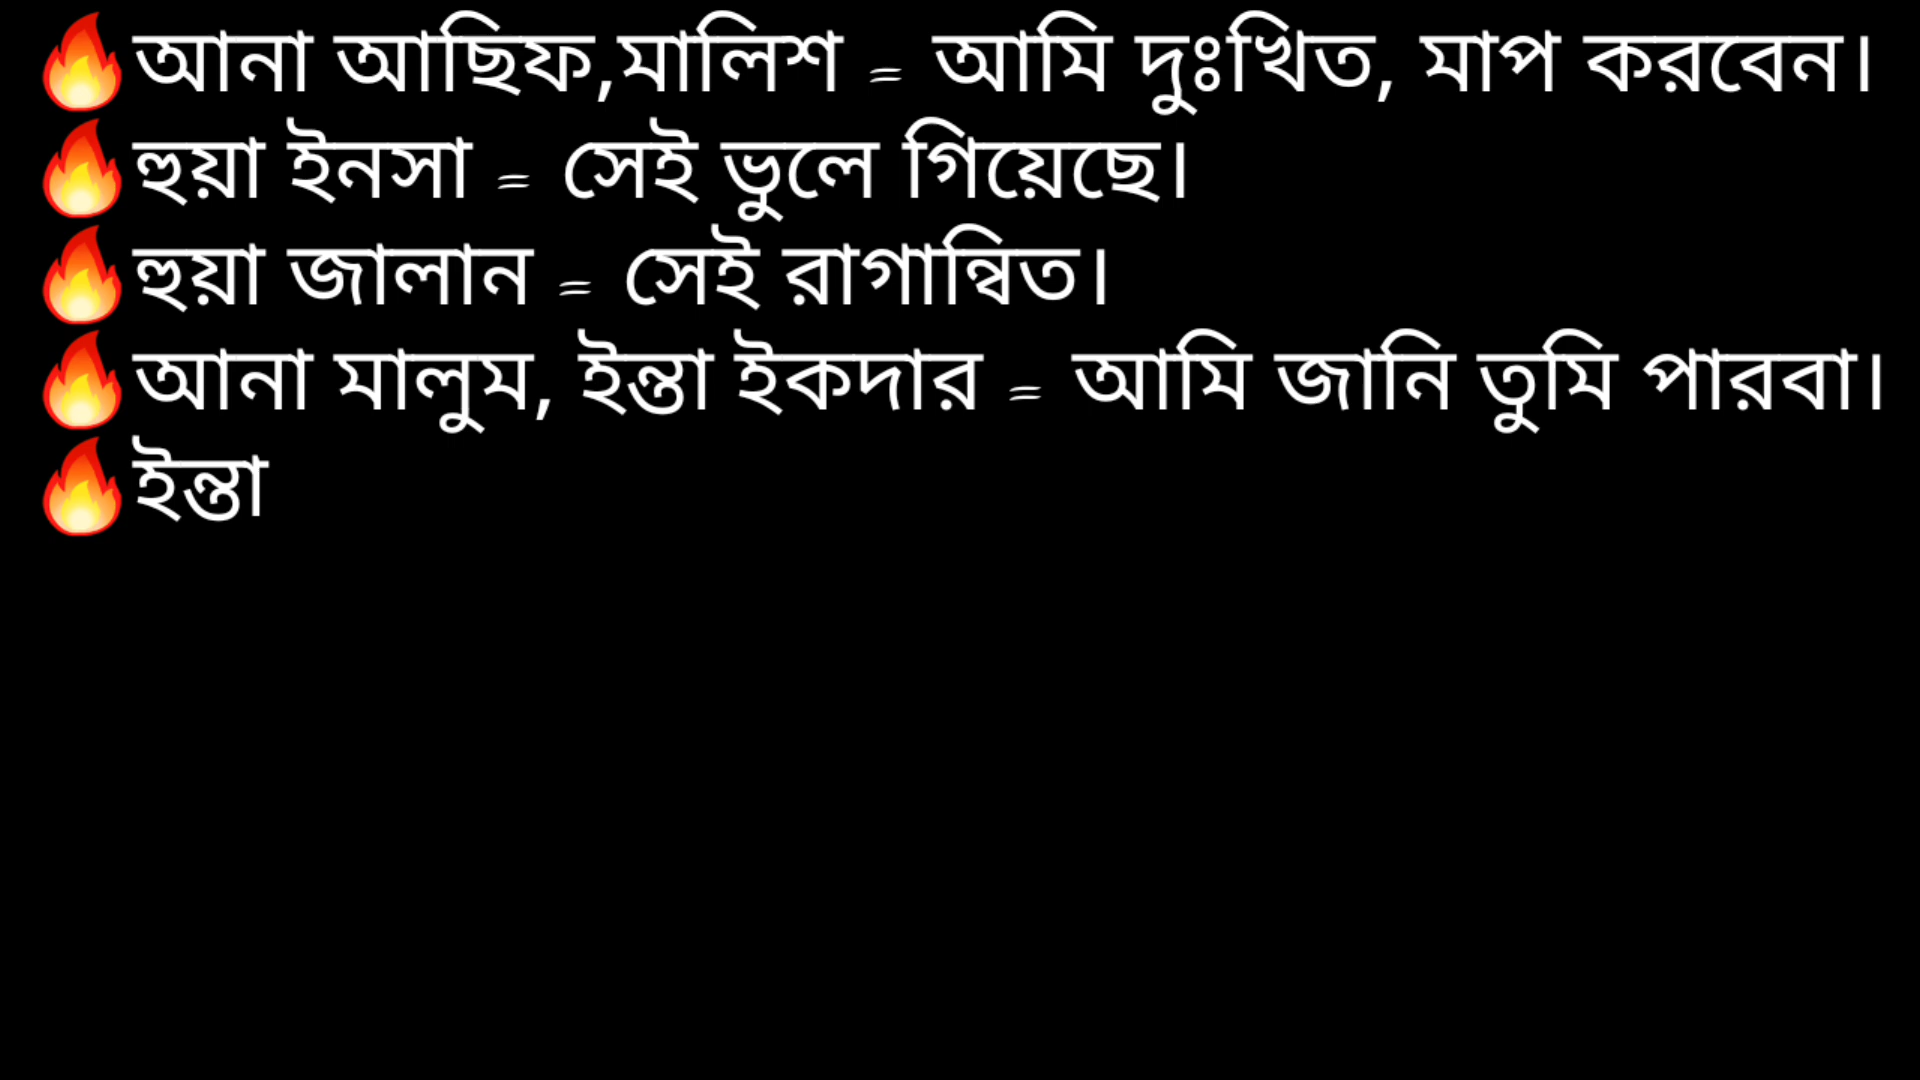 🔥আনা আছিফ,মালিশ = আমি দুঃখিত, মাপ করবেন।
🔥হুয়া ইনসা = সেই ভুলে গিয়েছে।
🔥হুয়া জালান = সেই রাগান্বিত।
🔥আনা মালুম, ইন্তা ইকদার = আমি জানি তুমি পারবা।
🔥ইন্তা